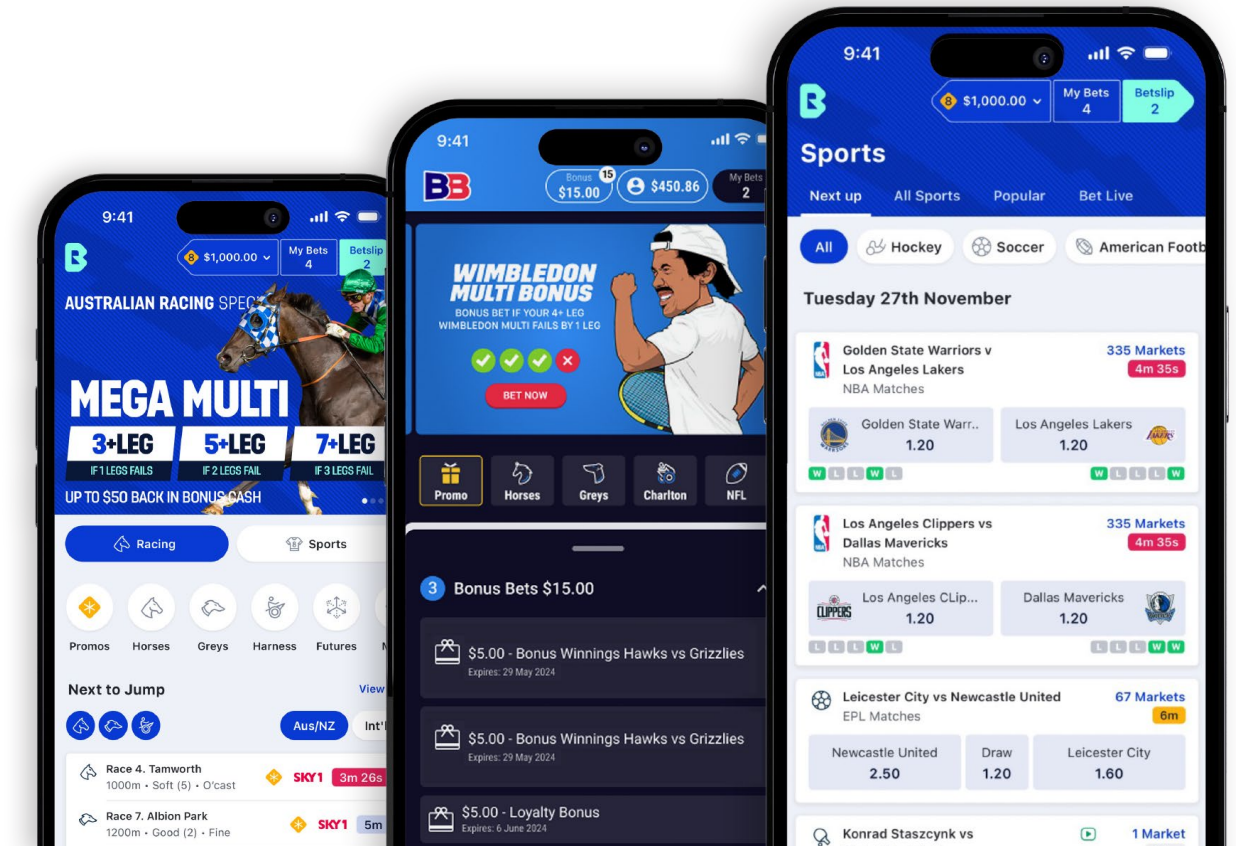 9:41
$1,000.00
My Bets
4
Betslip
2
AUSTRALIAN RACING
MEGA MULTI
3+LEG
IF 1 LEGS FAILS
5+LEG
IF 2 LEGS FAIL
7+LEG
IF 3 LEGS FAIL
UP TO $50 BACK IN BONUS CASH
Racing
Sports
Promos
Horses
Greys
Harness
Futures
Next to Jump
View
Aus/NZ
Int'l
Race 4. Tamworth
1000m • Soft (5) • O'cast
SKY1
3m 26s
Race 7. Albion Park
1200m • Good (2) • Fine
SKY1
5m
9:41
BB
Bonus
$15.00
15
$450.86
My Bets
2
WIMBLEDON
MULTI BONUS
BONUS BET IF YOUR 4+ LEG
WIMBLEDON MULTI FAILS BY 1 LEG
BET NOW
Promo
Horses
Greys
Charlton
NFL
3 Bonus Bets $15.00
$5.00 - Bonus Winnings Hawks vs Grizzlies
Expires: 29 May 2024
$5.00 - Bonus Winnings Hawks vs Grizzlies
Expires: 29 May 2024
$5.00 - Loyalty Bonus
Expires: 6 June 2024
9:41
B
8 $1,000.00
My Bets
4
Betslip
2
Sports
Next up
All Sports
Popular
Bet Live
All
Hockey
Soccer
American Footb
Tuesday 27th November
Golden State Warriors v
Los Angeles Lakers
NBA Matches
335 Markets
4m 35s
Golden State Warr..
1.20
Los Angeles Lakers
1.20
W L L W L
W L L L W
Los Angeles Clippers vs
Dallas Mavericks
NBA Matches
335 Markets
4m 35s
CLIPPERS
Los Angeles CLip...
1.20
Dallas Mavericks
1.20
L L L W L
L L L W W
Leicester City vs Newcastle United
EPL Matches
67 Markets
6m
Newcastle United
2.50
Draw
1.20
Leicester City
1.60
Konrad Staszcynk vs
1 Market